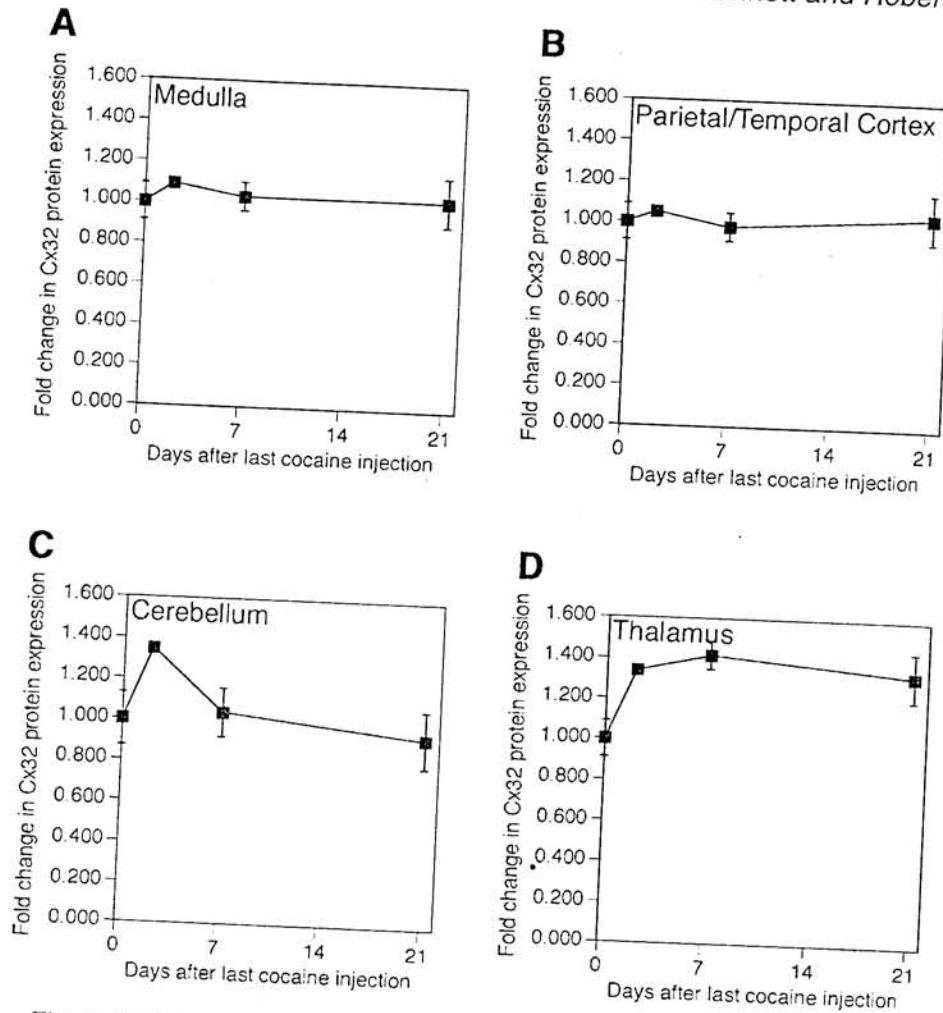 and Rober
A
Fold change in Cx32 protein expression
1.600
1.400
1.200
1.000
0.800
0.600
0.400
0.200
0.000
Medulla
0 7 14 21
Days after last cocaine injection
B
Fold change in Cx32 protein expression
1.600
1.400
1.200
1.000
0.800
0.600
0.400
0.200
0.000
Parietal/Temporal Cortex
0 7 14 21
Days after last cocaine injection
C
Fold change in Cx32 protein expression
1.600
1.400
1.200
1.000
0.800
0.600
0.400
0.200
0.000
Cerebellum
0 7 14 21
Days after last cocaine injection
D
Fold change in Cx32 protein expression
1.600
1.400
1.200
1.000
0.800
0.600
0.400
0.200
0.000
Thalamus
0 7 14 21
Days after last cocaine injection